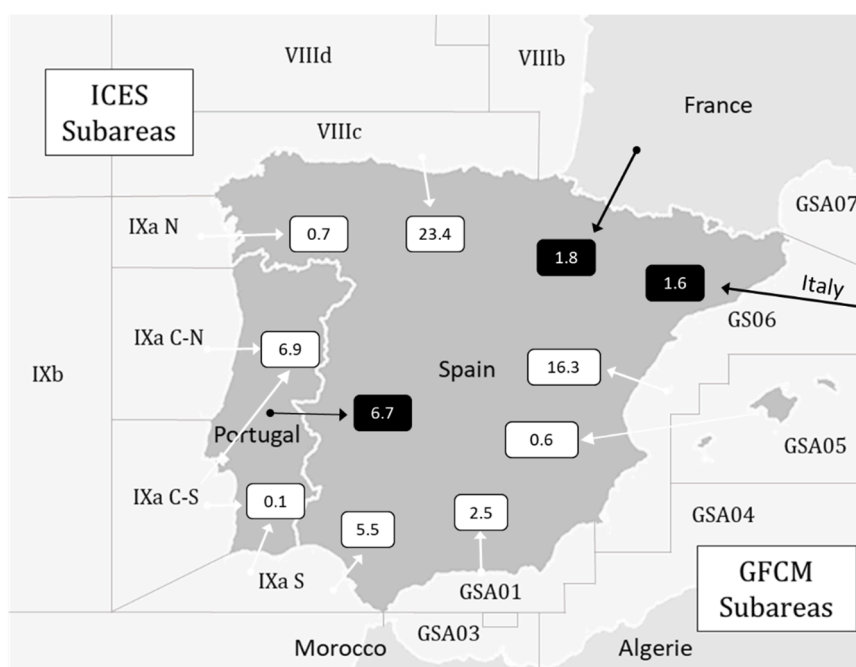 VIIId
VIIIb
ICES
Subareas
France
VIIIc
GSA07
IXa N
0.7
23.4
1.8
1.6
Italy
GS06
IXa C-N
6.9
IXb
Spain
16.3
6.7
Portugal
0.6
GSA05
IXa C-S
0.1
2.5
5.5
GSA04
IXa S
GSA01
GFCM
Subareas
GSA03
Morocco
Algerie